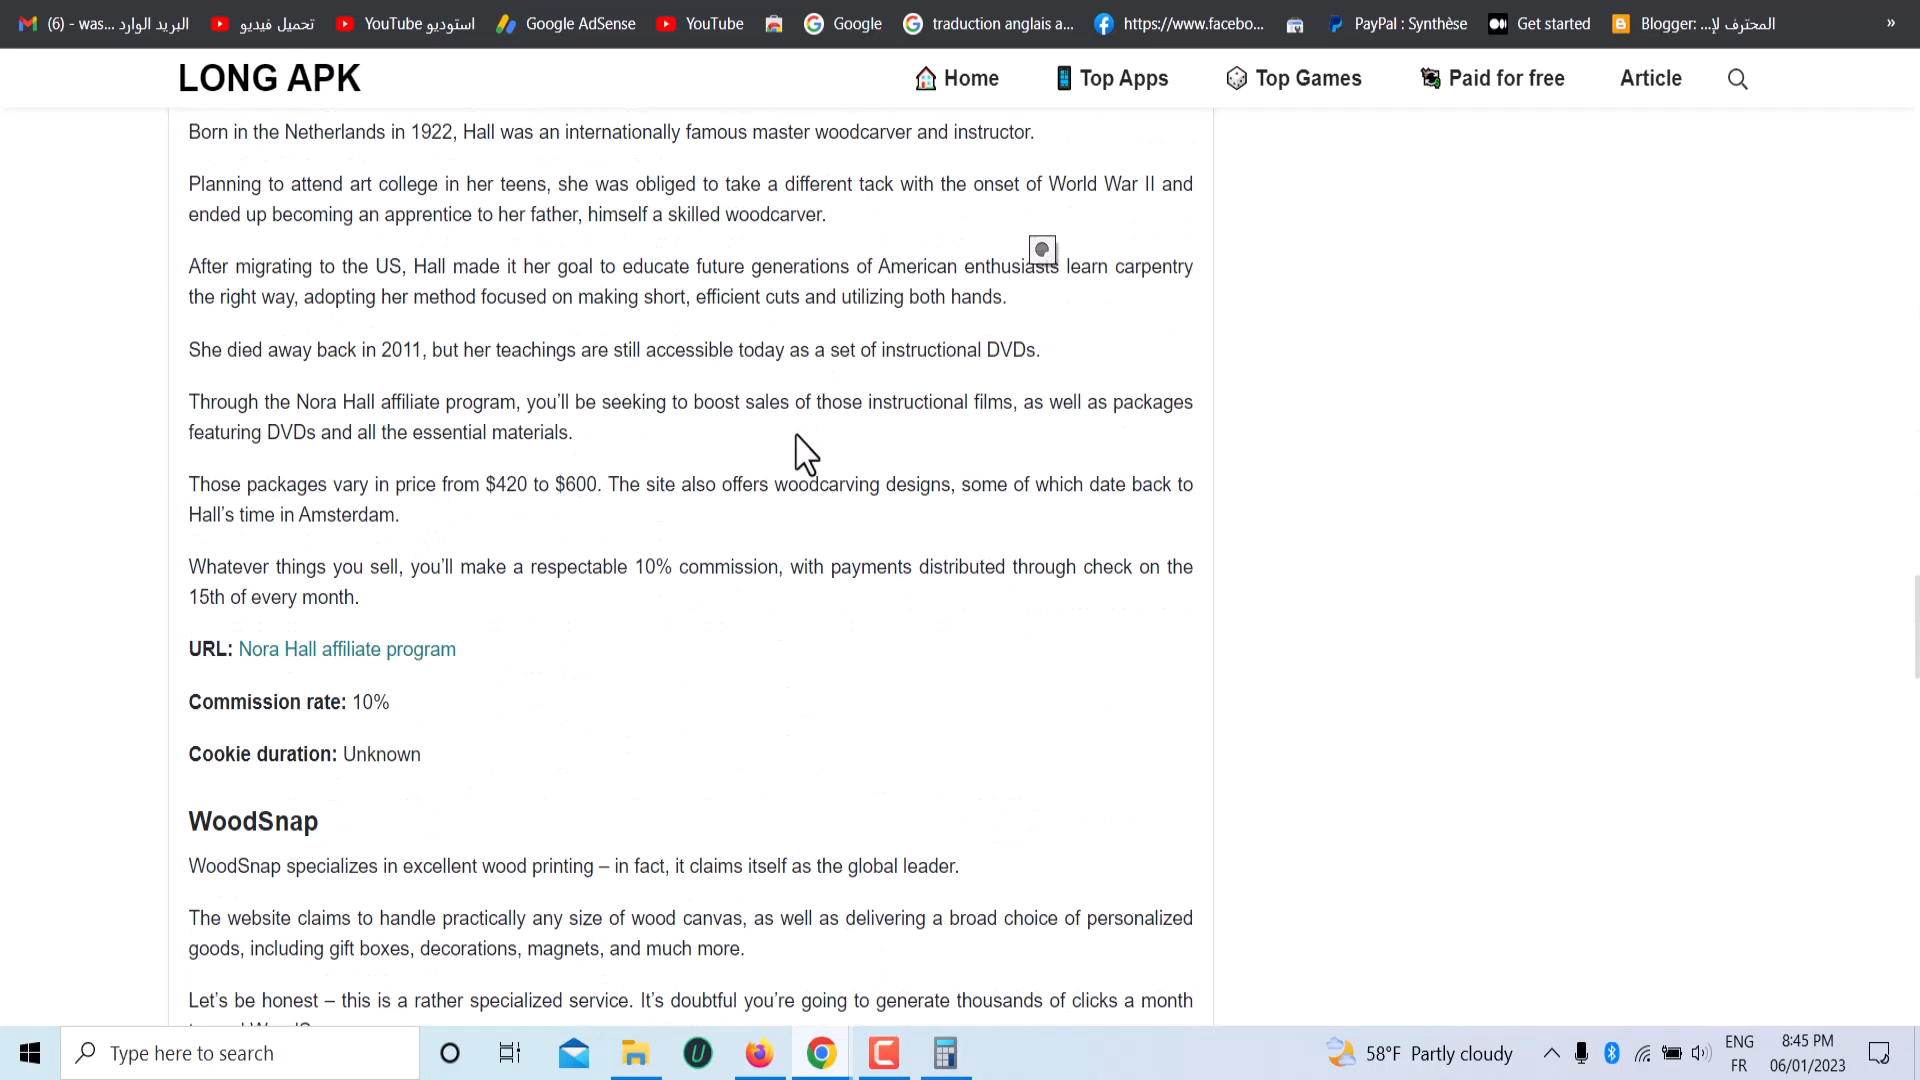 (6) - was... البريد الوارد
تحميل فيديو
YouTube استوديو
Google AdSense
YouTube
Google
traduction anglais a...
https://www.facebo...
PayPal : Synthèse
Get started
Blogger: ...المحترف لإ
»
LONG APK
Home
Top Apps
Top Games
Paid for free
Article
Born in the Netherlands in 1922, Hall was an internationally famous master woodcarver and instructor.
Planning to attend art college in her teens, she was obliged to take a different tack with the onset of World War II and
ended up becoming an apprentice to her father, himself a skilled woodcarver.
After migrating to the US, Hall made it her goal to educate future generations of American enthusiasts learn carpentry
the right way, adopting her method focused on making short, efficient cuts and utilizing both hands.
She died away back in 2011, but her teachings are still accessible today as a set of instructional DVDs.
Through the Nora Hall affiliate program, you'll be seeking to boost sales of those instructional films, as well as packages
featuring DVDs and all the essential materials.
Those packages vary in price from $420 to $600. The site also offers woodcarving designs, some of which date back to
Hall's time in Amsterdam.
Whatever things you sell, you'll make a respectable 10% commission, with payments distributed through check on the
15th of every month.
URL: Nora Hall affiliate program
Commission rate: 10%
Cookie duration: Unknown
WoodSnap
WoodSnap specializes in excellent wood printing – in fact, it claims itself as the global leader.
The website claims to handle practically any size of wood canvas, as well as delivering a broad choice of personalized
goods, including gift boxes, decorations, magnets, and much more.
Let's be honest – this is a rather specialized service. It's doubtful you're going to generate thousands of clicks a month
Type here to search
58°F Partly cloudy
ENG
FR
8:45 PM
06/01/2023